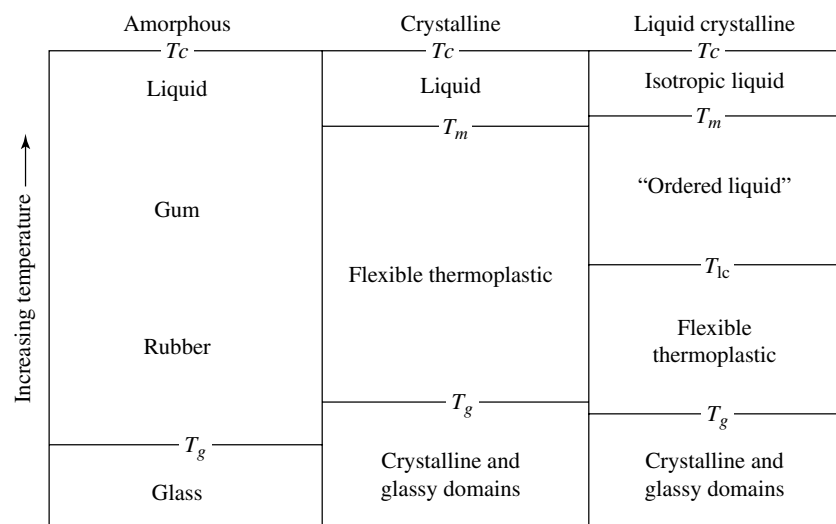 Amorphous
Crystalline
Liquid crystalline
Tc
Tc
Tc
Liquid
Liquid
Isotropic liquid
Tm
Tm
Increasing temperature
Gum
“Ordered liquid”
Flexible thermoplastic
Tlc
Rubber
Flexible
thermoplastic
Tg
Tg
Tg
Glass
Crystalline and
glassy domains
Crystalline and
glassy domains